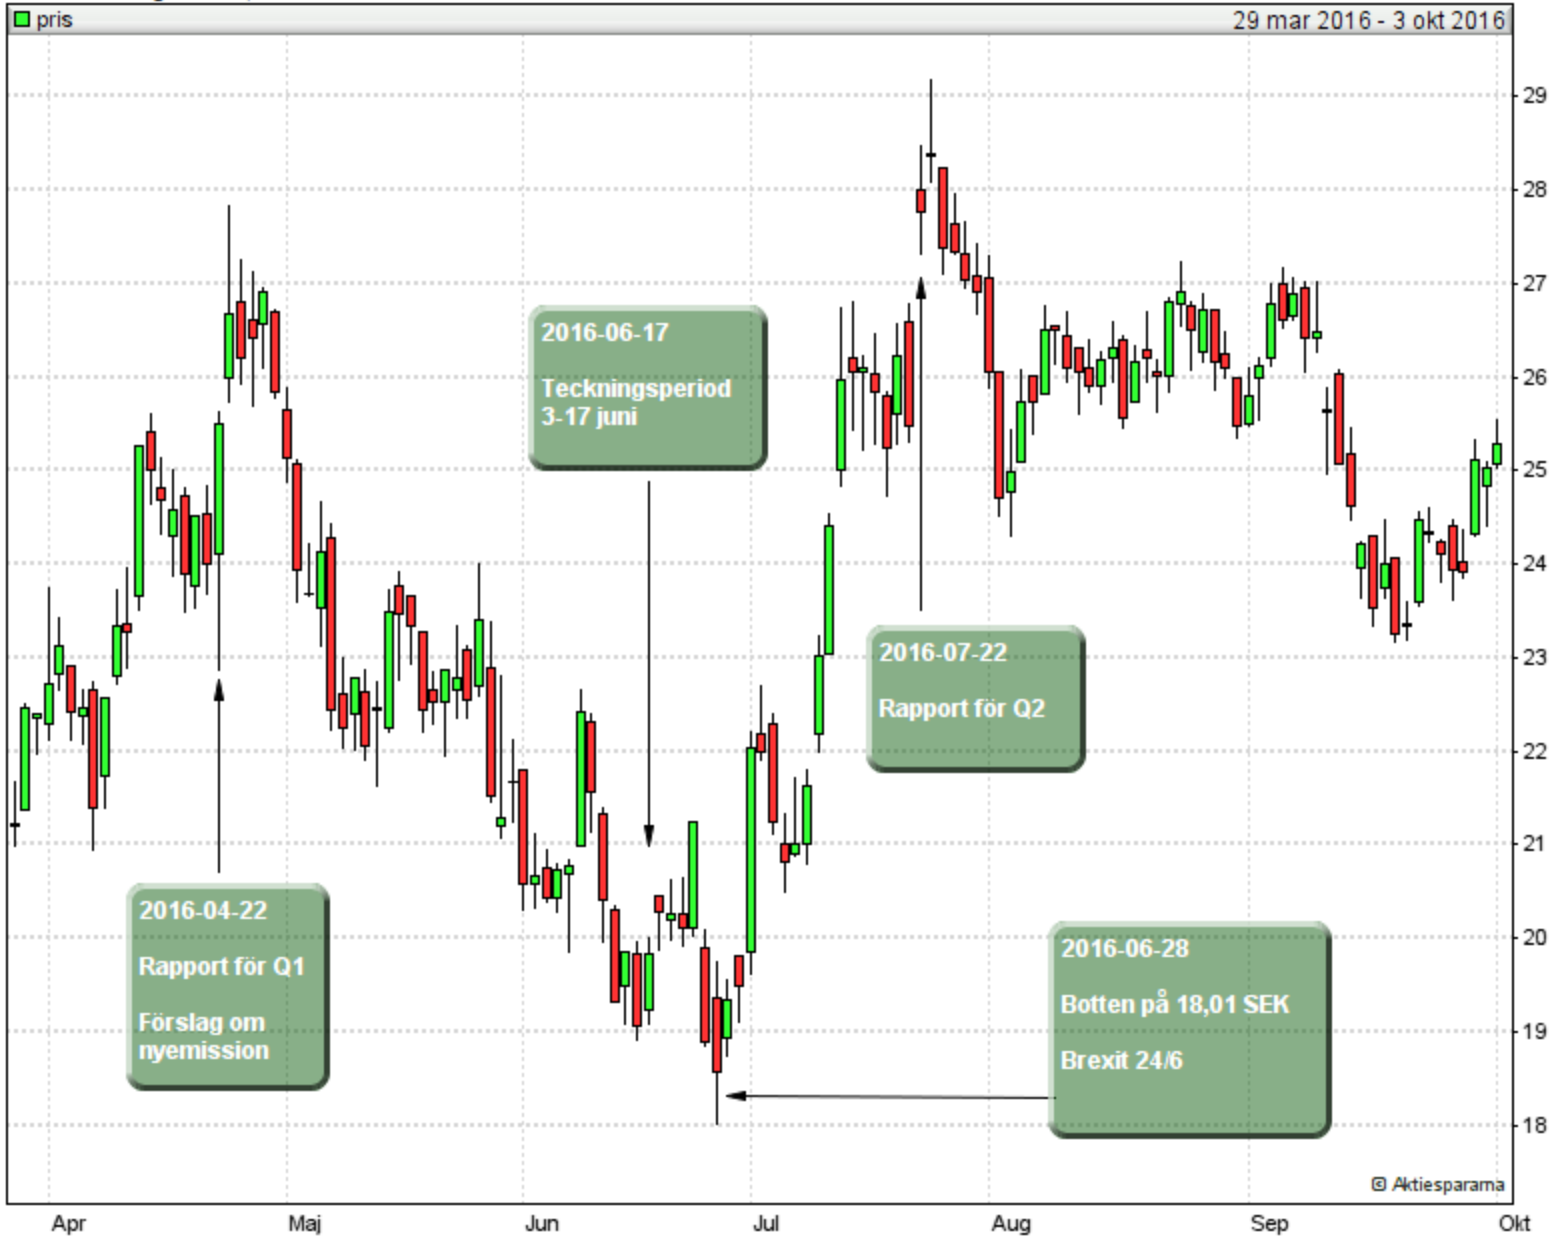 pris
29 mar 2016 - 3 okt 2016
29
28
27
26
25
24
23
22
21
20
19
18
2016-06-17
Teckningsperiod
3-17 juni
2016-07-22
Rapport för Q2
2016-04-22
Rapport för Q1
Förslag om
nyemission
2016-06-28
Botten på 18,01 SEK
Brexit 24/6
© Aktiespararna
Apr
Maj
Jun
Jul
Aug
Sep
Okt